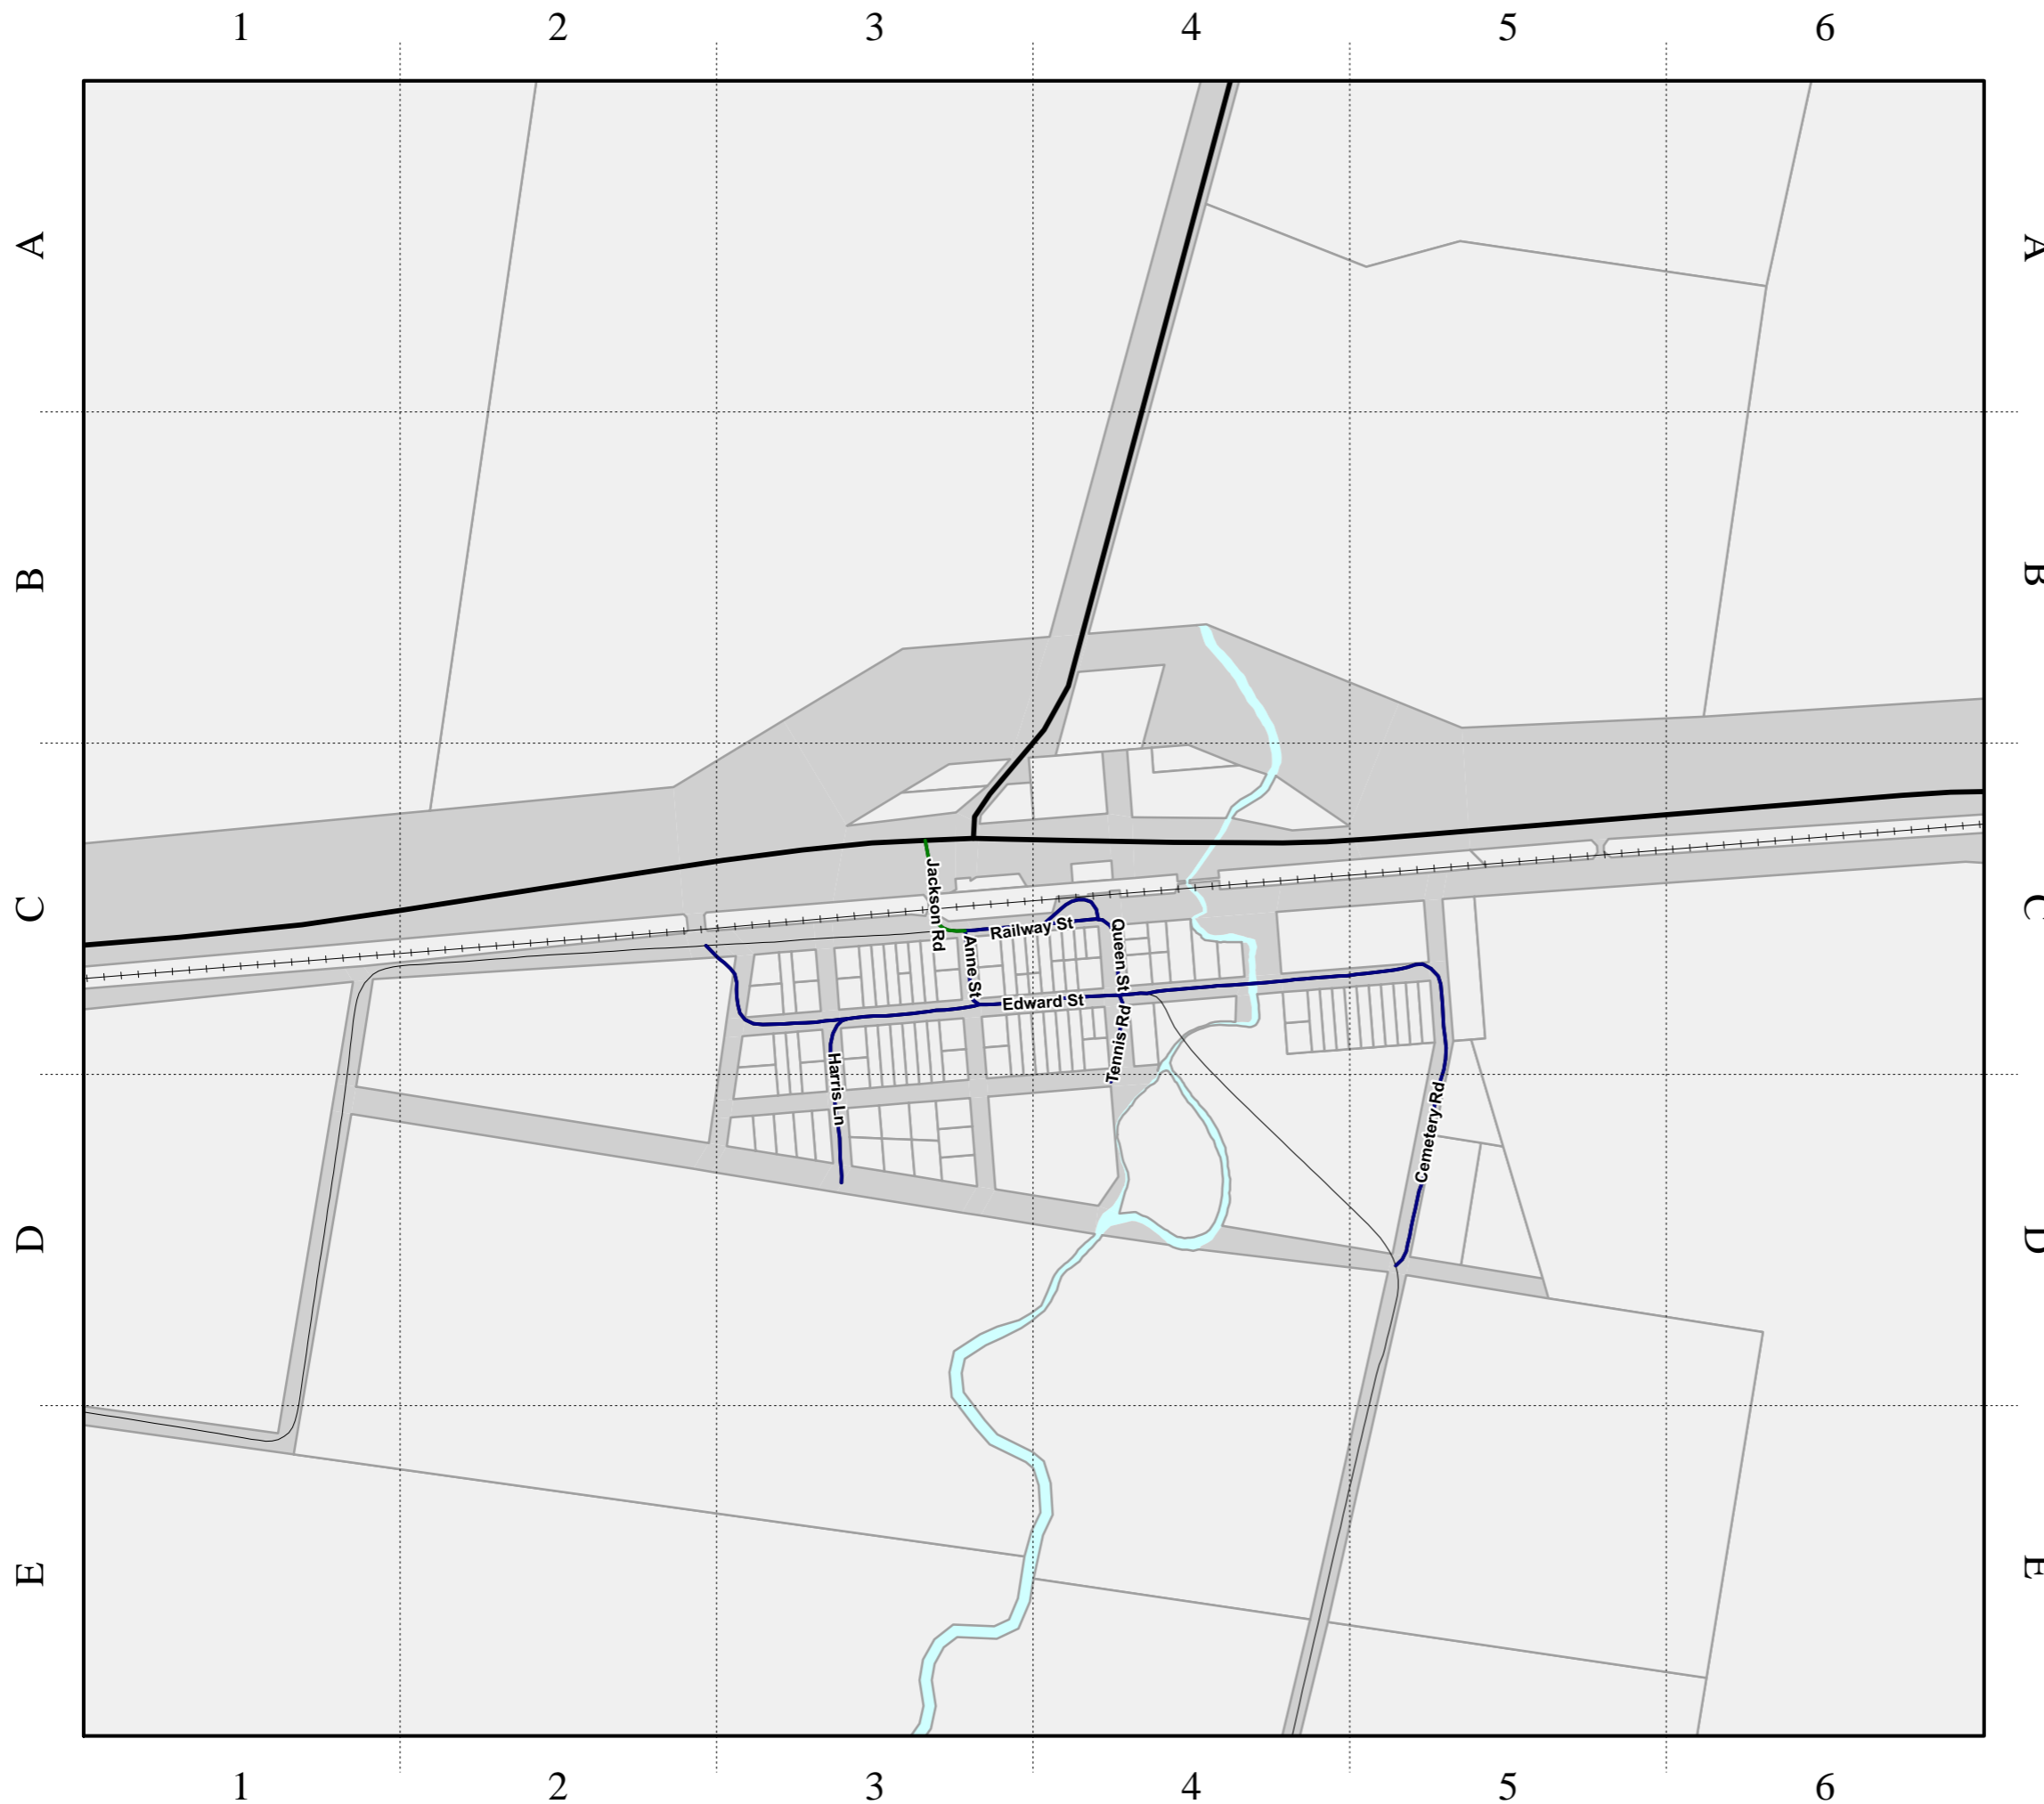 1 2 3 4 5 6
A A
B B
C C
Jackson Rd
Railway St
Queen St
Anne St
Edward St
Tennis Rd
Harris Ln
Cemetery Rd
D D
E E
1 2 3 4 5 6